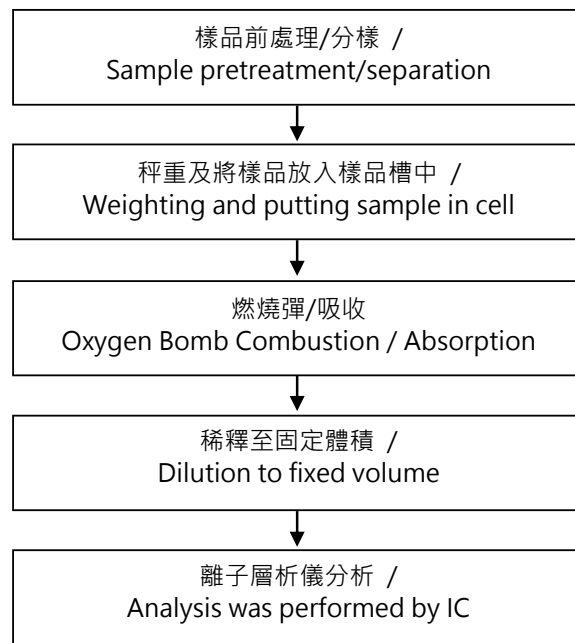 樣品前處理/分樣 /
Sample pretreatment/separation
秤重及將樣品放入樣品槽中 /
Weighting and putting sample in cell
燃燒彈/吸收
Oxygen Bomb Combustion / Absorption
稀釋至固定體積 /
Dilution to fixed volume
離子層析儀分析 /
Analysis was performed by IC